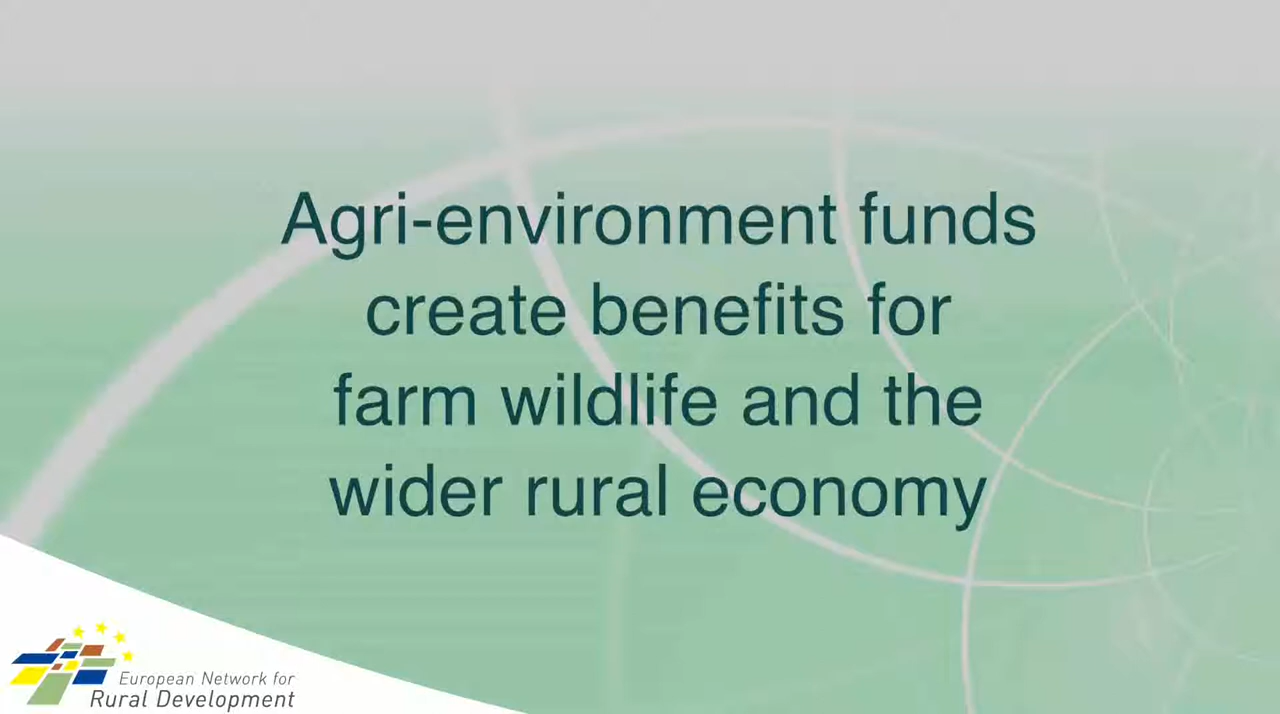 Agri-environment funds
create benefits for
farm wildlife and the
wider rural economy
European Network for
Rural Development